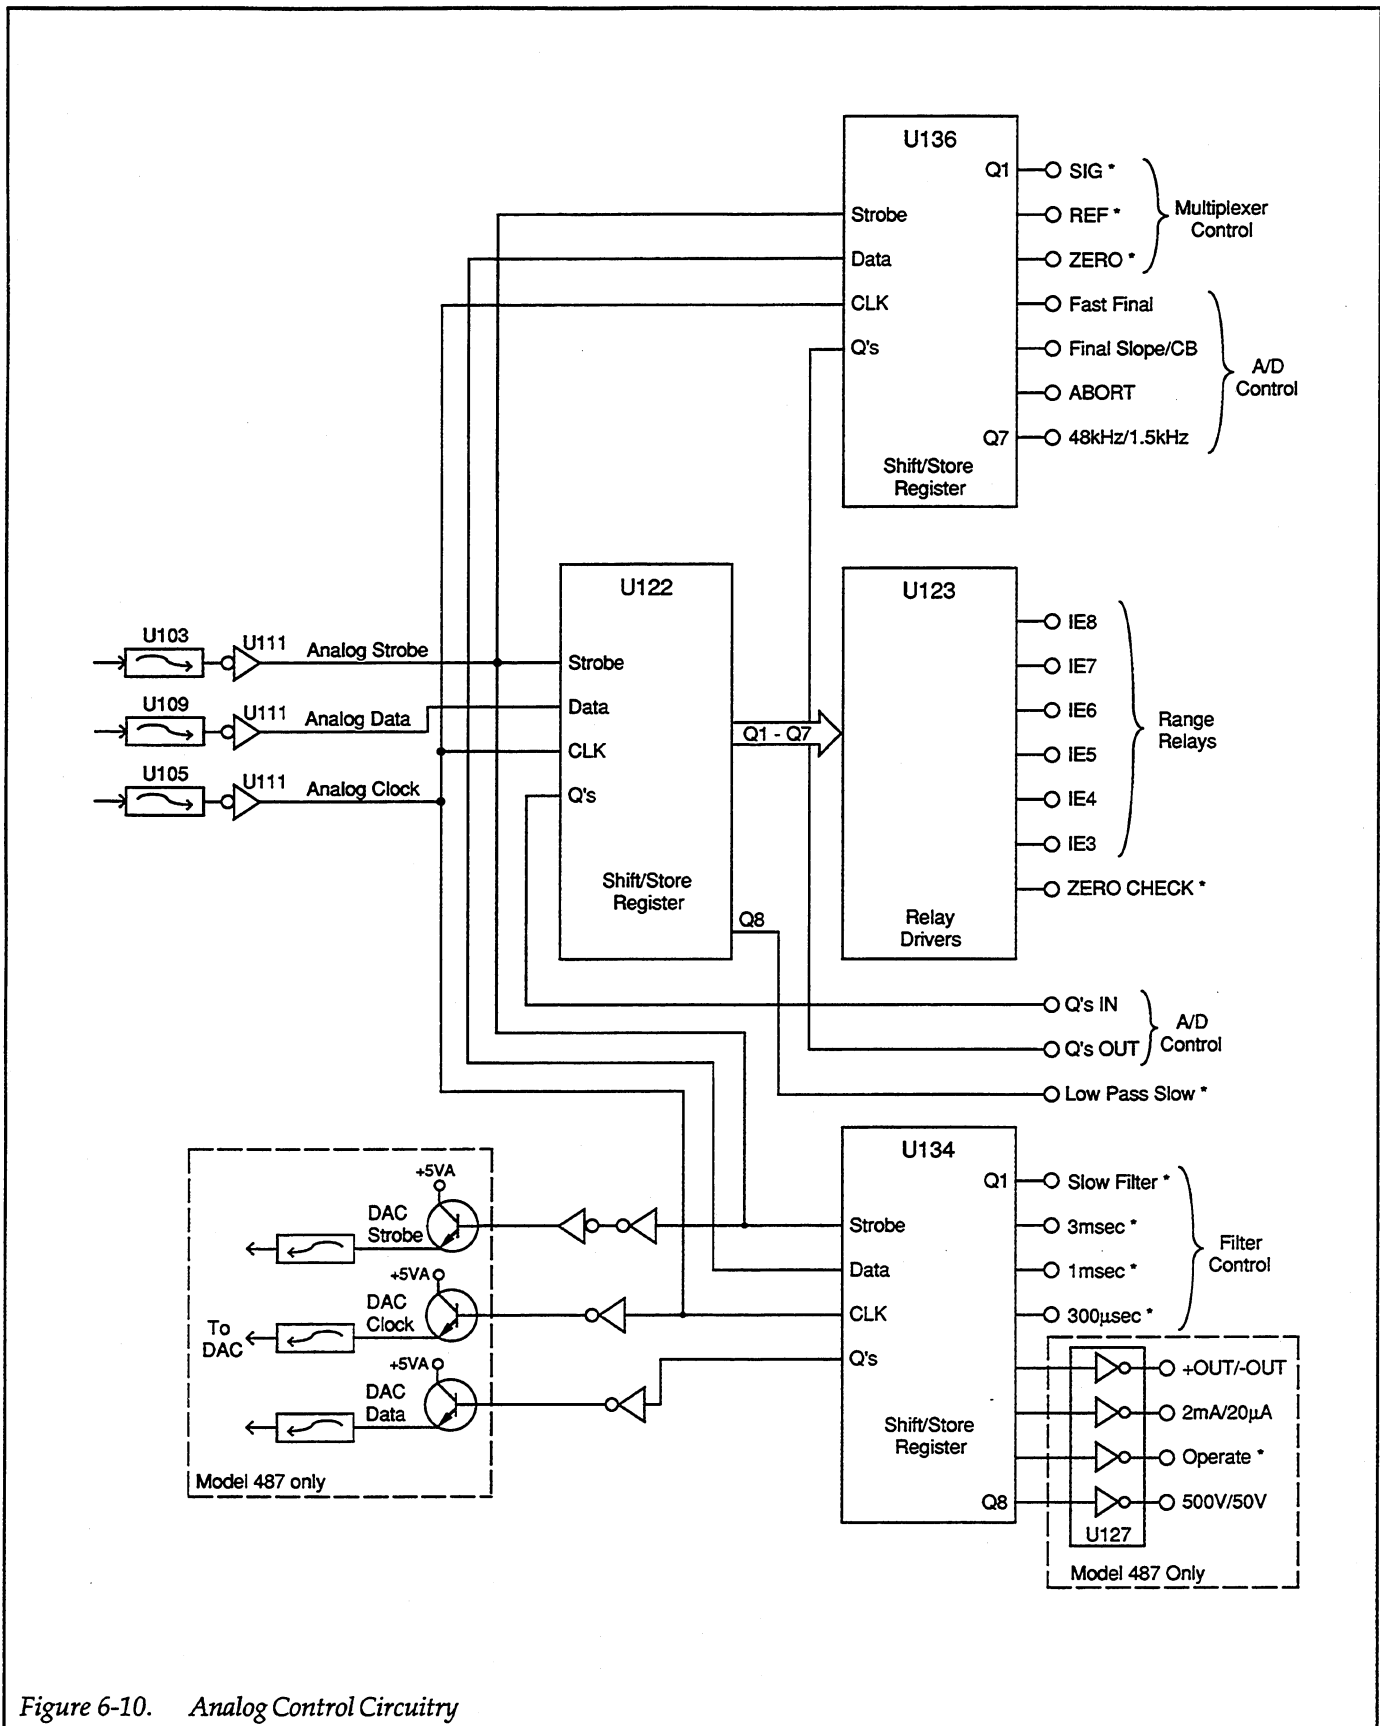 U136
Q1
SIG *
Strobe
REF *
Multiplexer
Control
Data
ZERO *
CLK
Fast Final
Q's
Final Slope/CB
A/D
Control
ABORT
Q7
48kHz/1.5kHz
Shift/Store
Register
U122
U123
IE8
U103
U111
Analog Strobe
Strobe
IE7
U109
U111
Analog Data
Data
IE6
Q1 - Q7
Range
Relays
CLK
IE5
U105
U111
Analog Clock
Q's
IE4
IE3
Shift/Store
Register
ZERO CHECK *
Q8
Relay
Drivers
Q's IN
A/D
Control
Q's OUT
Low Pass Slow *
U134
+5VA
Q1
Slow Filter *
DAC
Strobe
Strobe
3msec *
Filter
Control
+5VA
Data
1msec *
DAC
Clock
CLK
300µsec *
To
DAC
+5VA
Q's
+OUT/-OUT
DAC
Data
2mA/20µA
Shift/Store
Register
Operate *
Model 487 only
Q8
500V/50V
U127
Model 487 Only
Figure 6-10. Analog Control Circuitry